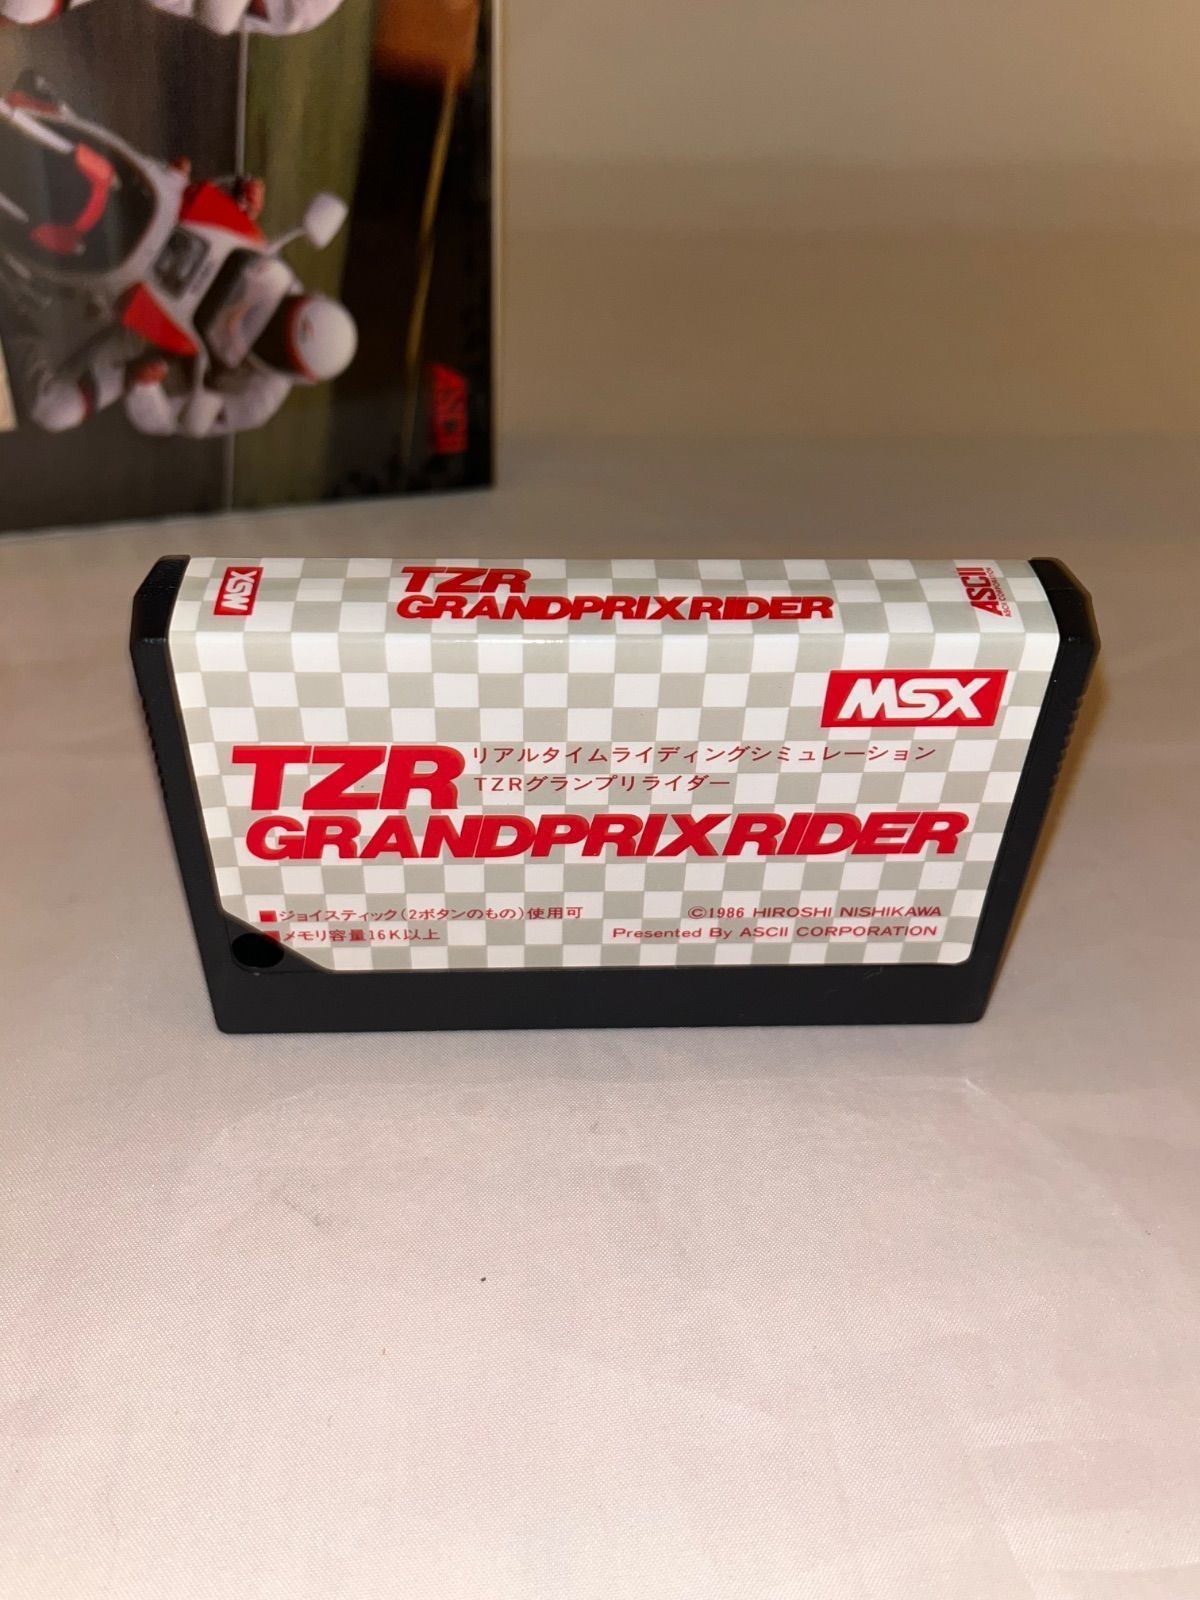 ASCII
MSX
TZR
GRANDPRIXRIDER
ASCII
ASCII CORPORATION
MSX
TZR
リアルタイムライディングシミュレーション
TZRグランプリライダー
GRANDPRIXRIDER
■ジョイスティック(2ボタンのもの)使用可
■メモリ容量16K以上
©1986 HIROSHI NISHIKAWA
Presented By ASCII CORPORATION